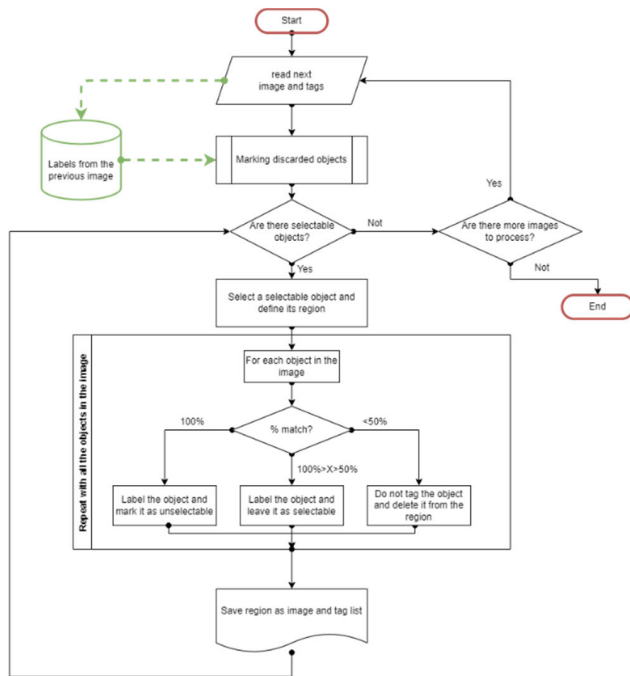 Start
read next
image and tags
Labels from the
previous image
Marking discarded objects
Yes
Are there selectable
objects?
Not
Are there more images
to process?
Not
Yes
End
Select a selectable object and
define its region
Repeat with all the objects in the image
For each object in the
image
100%
% match?
<50%
100%>X>50%
Label the object and
mark it as unselectable
Label the object and
leave it as selectable
Do not tag the object
and delete it from the
region
Save region as image and tag list